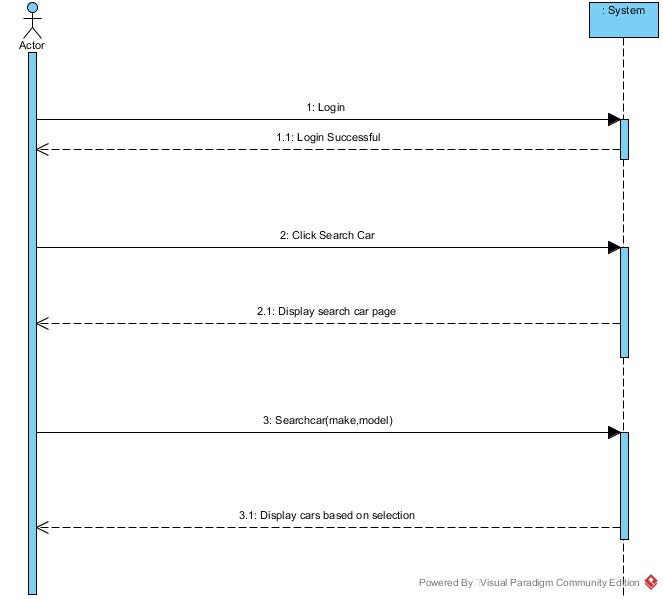 : System
Actor
1: Login
1.1: Login Successful
2: Click Search Car
2.1: Display search car page
3: Searchcar(make,model)
3.1: Display cars based on selection
Powered By Visual Paradigm Community Edition